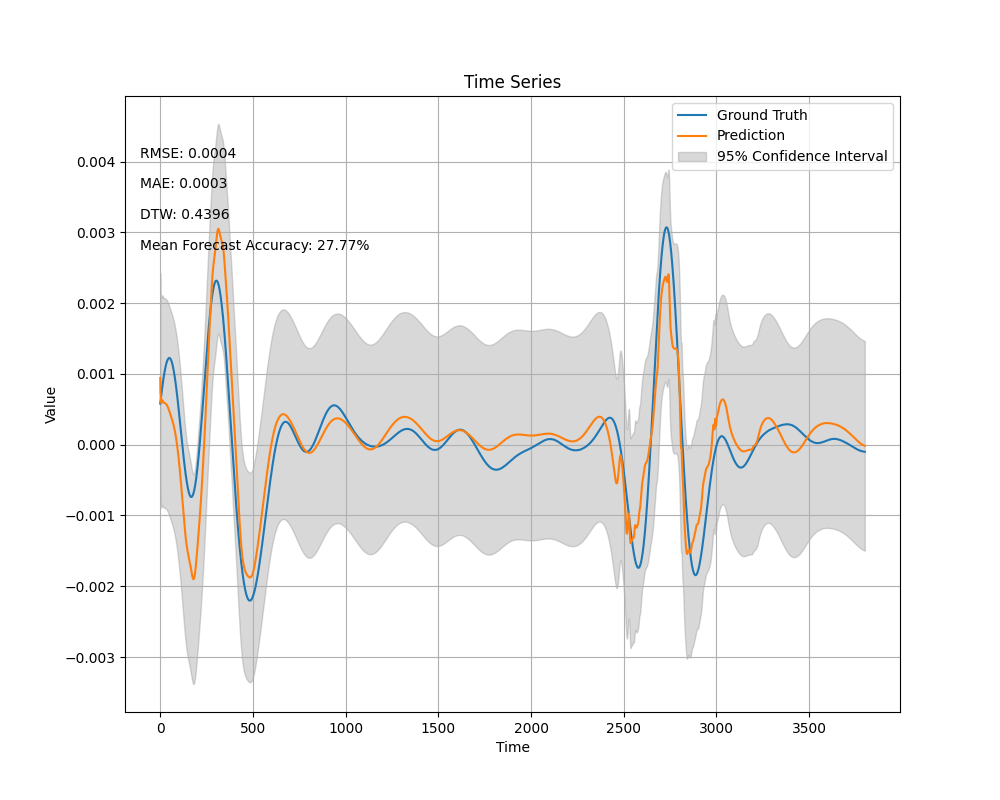 Time Series
Ground Truth
Prediction
95% Confidence Interval
RMSE: 0.0004
MAE: 0.0003
DTW: 0.4396
Mean Forecast Accuracy: 27.77%
0.004
0.003
0.002
0.001
0.000
−0.001
−0.002
−0.003
Value
0 500 1000 1500 2000 2500 3000 3500
Time